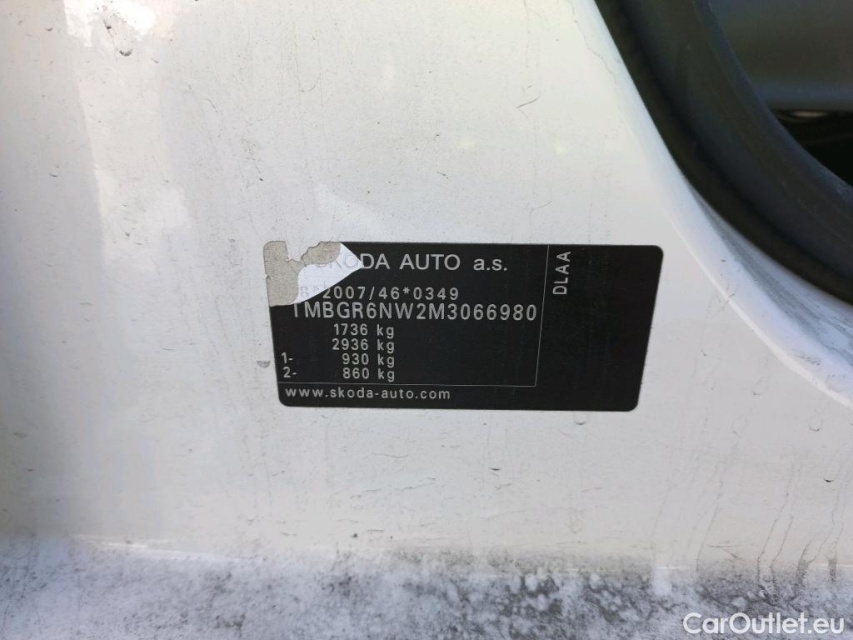 ŠKODA AUTO a.s.
2007/46*0349
TMBGR6NW2M3066980
1736 kg
2936 kg
1- 930 kg
2- 860 kg
www.skoda-auto.com
DLAA
CarOutlet.eu